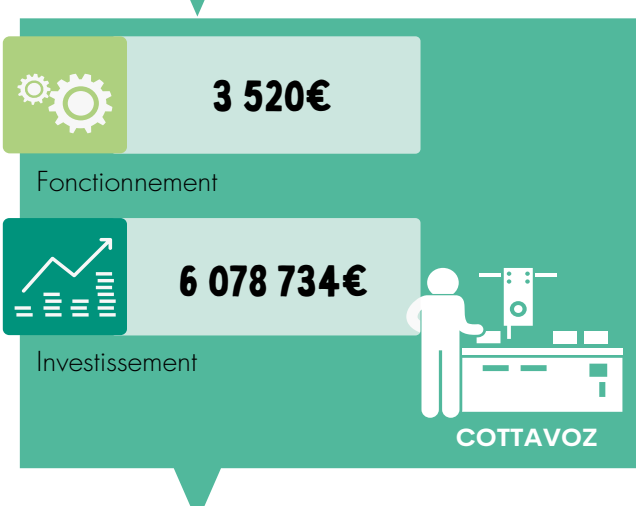 3 520€
Fonctionnement
6 078 734€
Investissement
COTTAVOZ